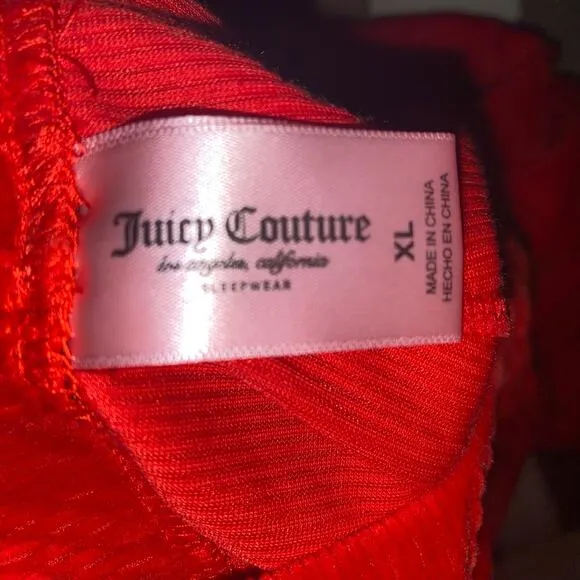 Juicy Couture
los angeles, california
SLEEPWEAR
XL
MADE IN CHINA
HECHO EN CHINA